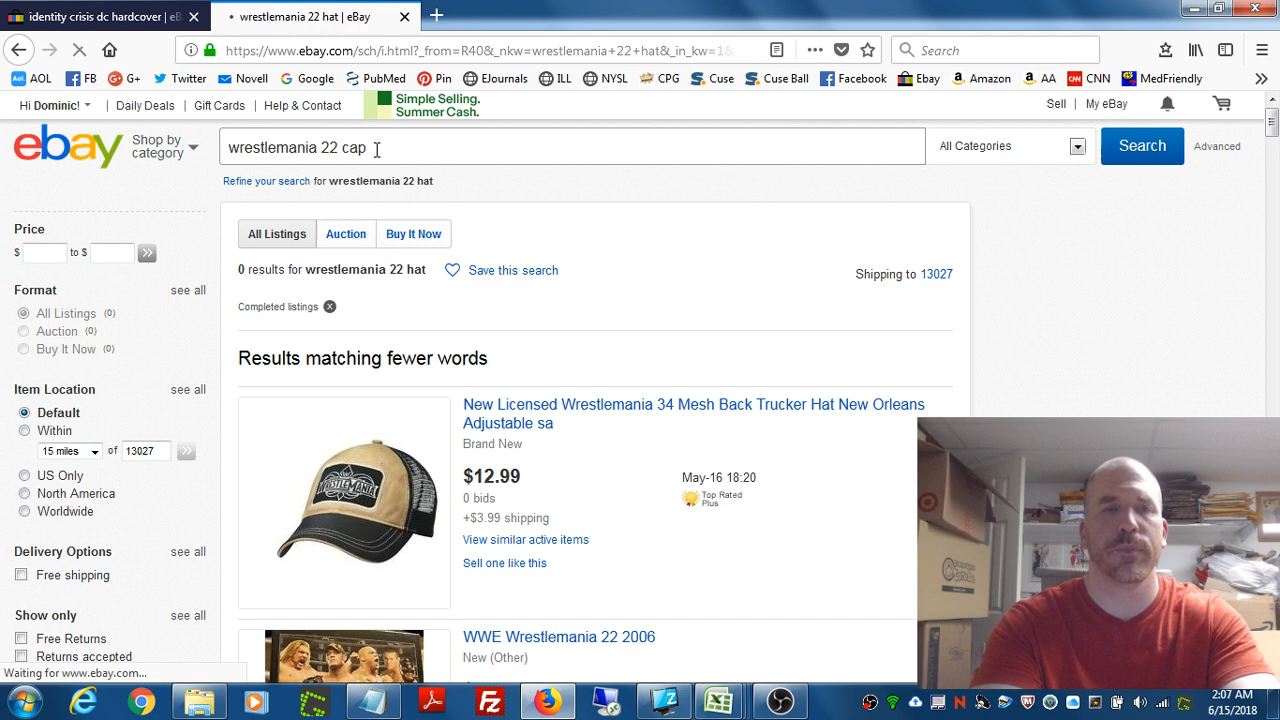 identity crisis dc hardcover | eB
wrestlemania 22 hat | eBay
https://www.ebay.com/sch/i.html?_from=R40&_nkw=wrestlemania+22+hat&_in_kw=1&
Search
AOL FB G+ Twitter Novell Google PubMed Pin EJournals ILL NYSL CPG Cuse Cuse Ball Facebook Ebay Amazon AA CNN MedFriendly
Hi Dominic! Daily Deals Gift Cards Help & Contact
Simple Selling.
Summer Cash.
Sell My eBay
ebay
Shop by
category
wrestlemania 22 cap
All Categories
Search
Advanced
Refine your search for wrestlemania 22 hat
Price
$ to $
All Listings Auction Buy It Now
0 results for wrestlemania 22 hat Save this search
Shipping to 13027
Format see all
All Listings (0)
Auction (0)
Buy It Now (0)
Completed listings
Results matching fewer words
Item Location see all
Default
Within
15 miles of 13027
US Only
North America
Worldwide
Delivery Options see all
Free shipping
Show only see all
Free Returns
Returns accepted
WRESTLEMANIA
New Licensed Wrestlemania 34 Mesh Back Trucker Hat New Orleans
Adjustable sa
Brand New
$12.99
0 bids
+$3.99 shipping
View similar active items
Sell one like this
May-16 18:20
Top Rated
Plus
WWE Wrestlemania 22 2006
New (Other)
Waiting for www.ebay.com...
2:07 AM
6/15/2018